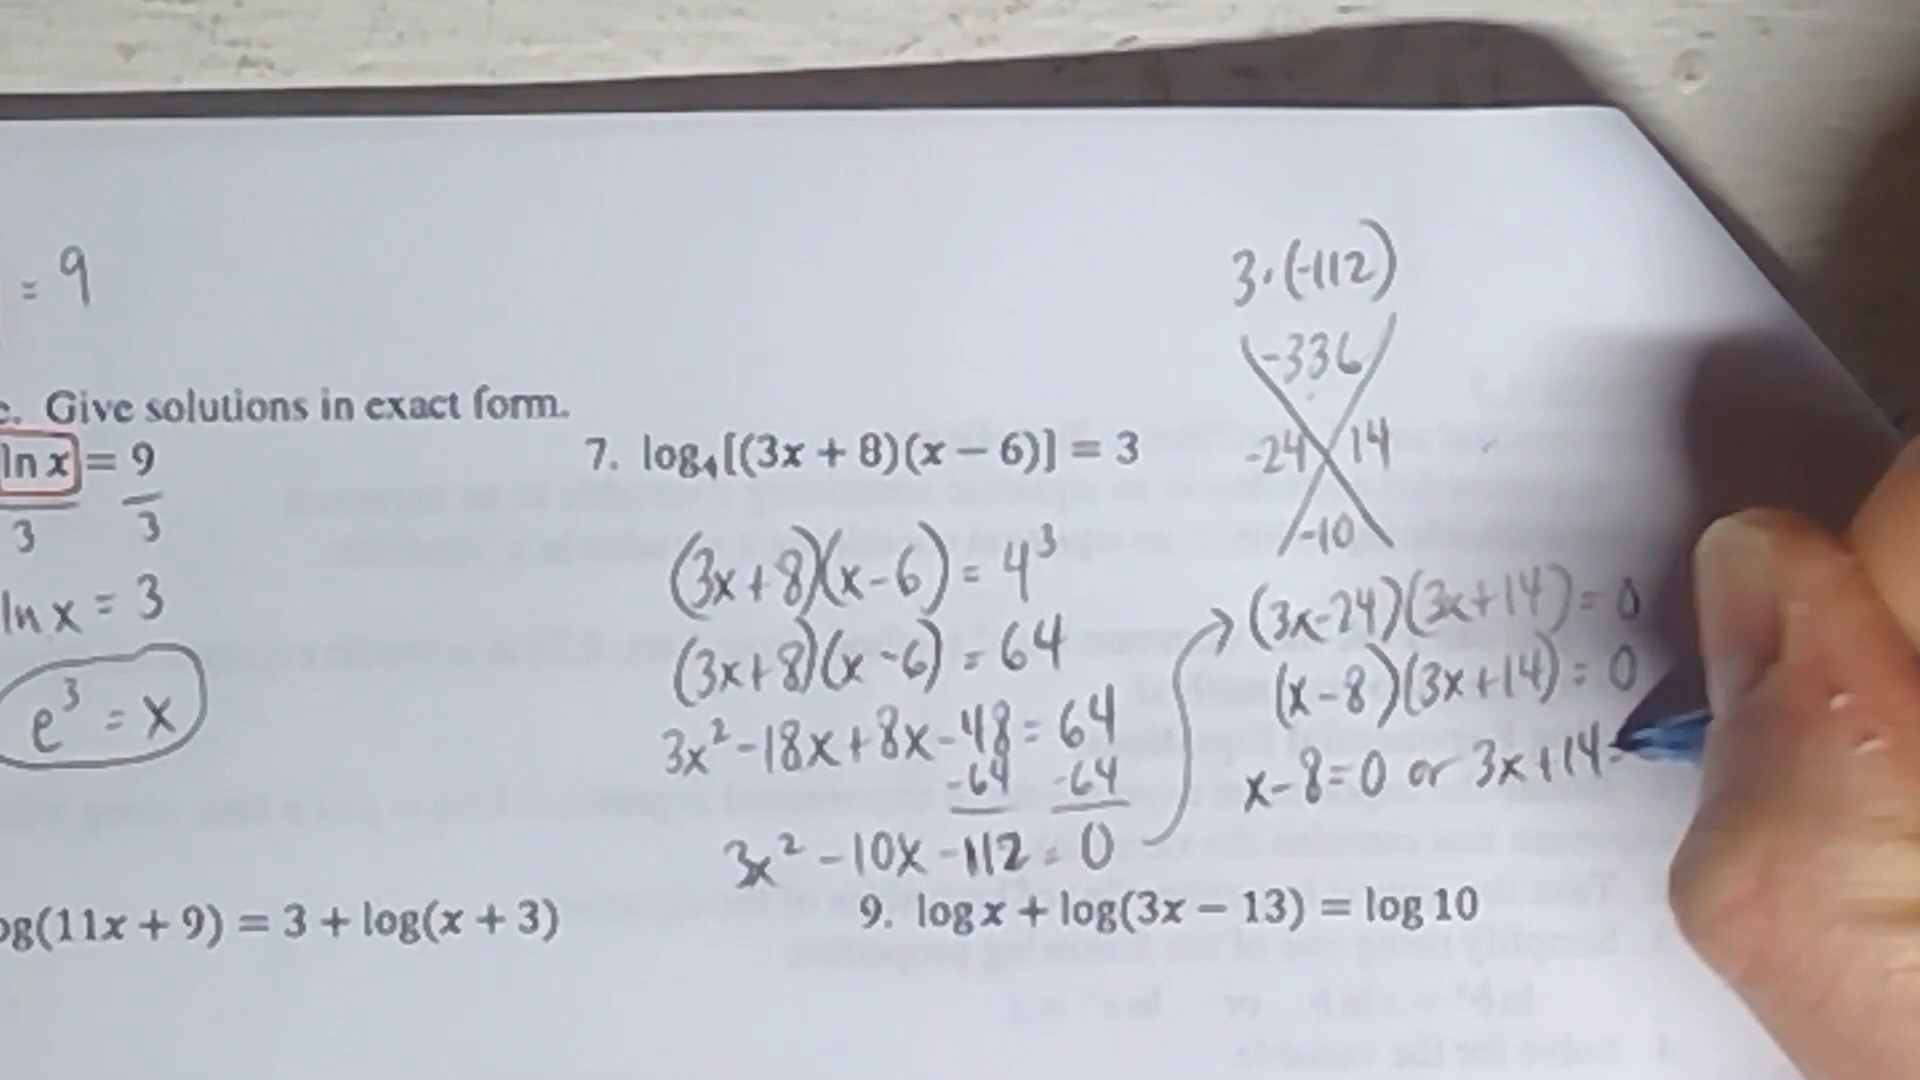 = 9
c. Give solutions in exact form.
ln x = 9
3 3
ln x = 3
e³ = x
og(11x + 9) = 3 + log(x + 3)
7. log₄[(3x + 8)(x − 6)] = 3
(3x+8)(x-6) = 4³
(3x+8)(x-6) = 64
3x² - 18x + 8x - 48 = 64
-64 -64
3x² - 10x - 112 = 0
3·(-112)
-336
-24 14
-10
(3x-24)(3x+14) = 0
(x-8)(3x+14) = 0
x-8=0 or 3x+14=
9. log x + log(3x − 13) = log 10